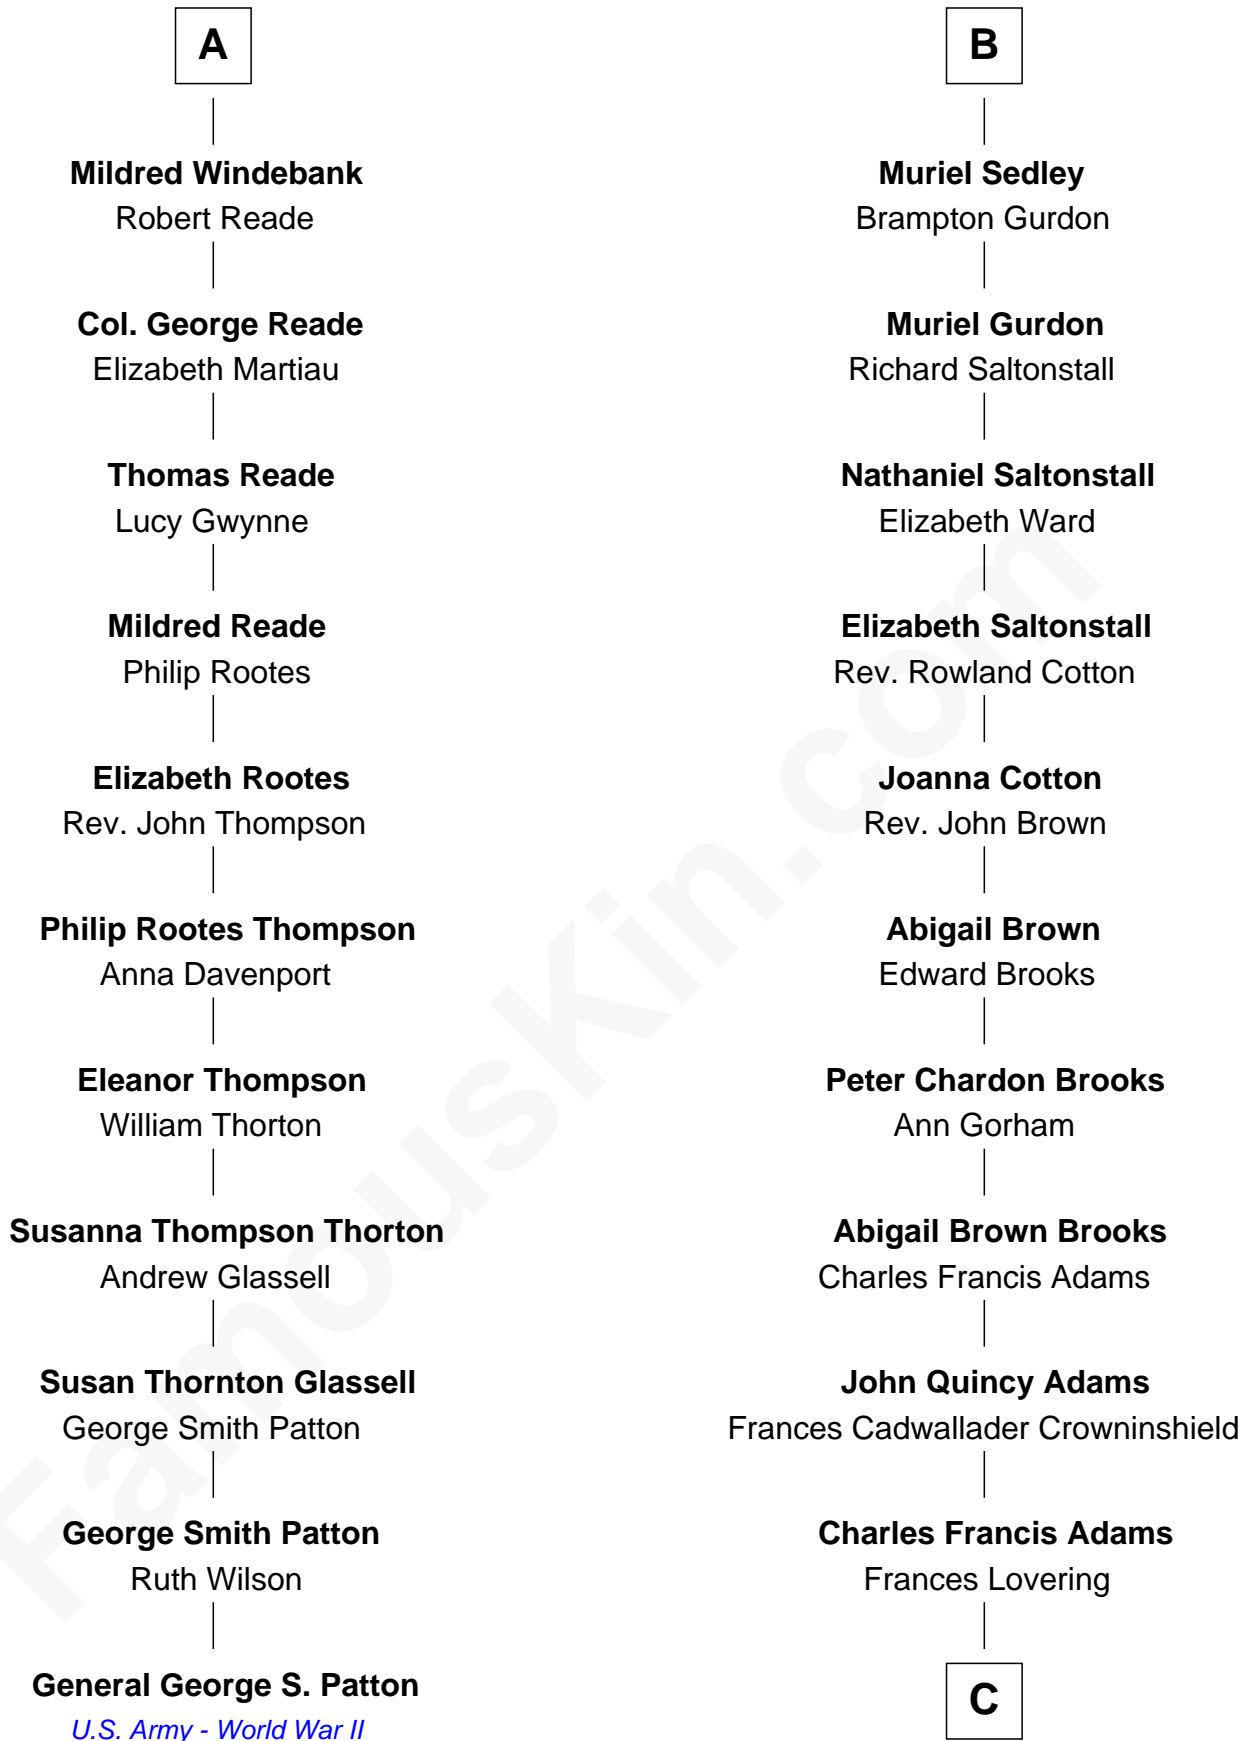 A
Mildred Windebank
Robert Reade
Col. George Reade
Elizabeth Martiau
Thomas Reade
Lucy Gwynne
Mildred Reade
Philip Rootes
Elizabeth Rootes
Rev. John Thompson
Philip Rootes Thompson
Anna Davenport
Eleanor Thompson
William Thorton
Susanna Thompson Thorton
Andrew Glassell
Susan Thornton Glassell
George Smith Patton
George Smith Patton
Ruth Wilson
General George S. Patton
U.S. Army - World War II
B
Muriel Sedley
Brampton Gurdon
Muriel Gurdon
Richard Saltonstall
Nathaniel Saltonstall
Elizabeth Ward
Elizabeth Saltonstall
Rev. Rowland Cotton
Joanna Cotton
Rev. John Brown
Abigail Brown
Edward Brooks
Peter Chardon Brooks
Ann Gorham
Abigail Brown Brooks
Charles Francis Adams
John Quincy Adams
Frances Cadwallader Crowninshield
Charles Francis Adams
Frances Lovering
C
FamousKin.com